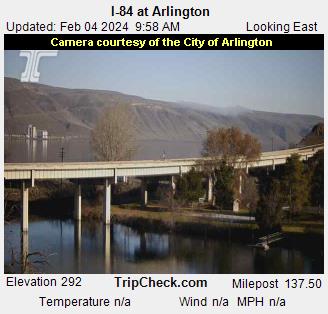 I-84 at Arlington
Updated: Feb 04 2024 9:58 AM Looking East
Camera courtesy of the City of Arlington
Elevation 292 TripCheck.com Milepost 137.50
Temperature n/a Wind n/a MPH n/a